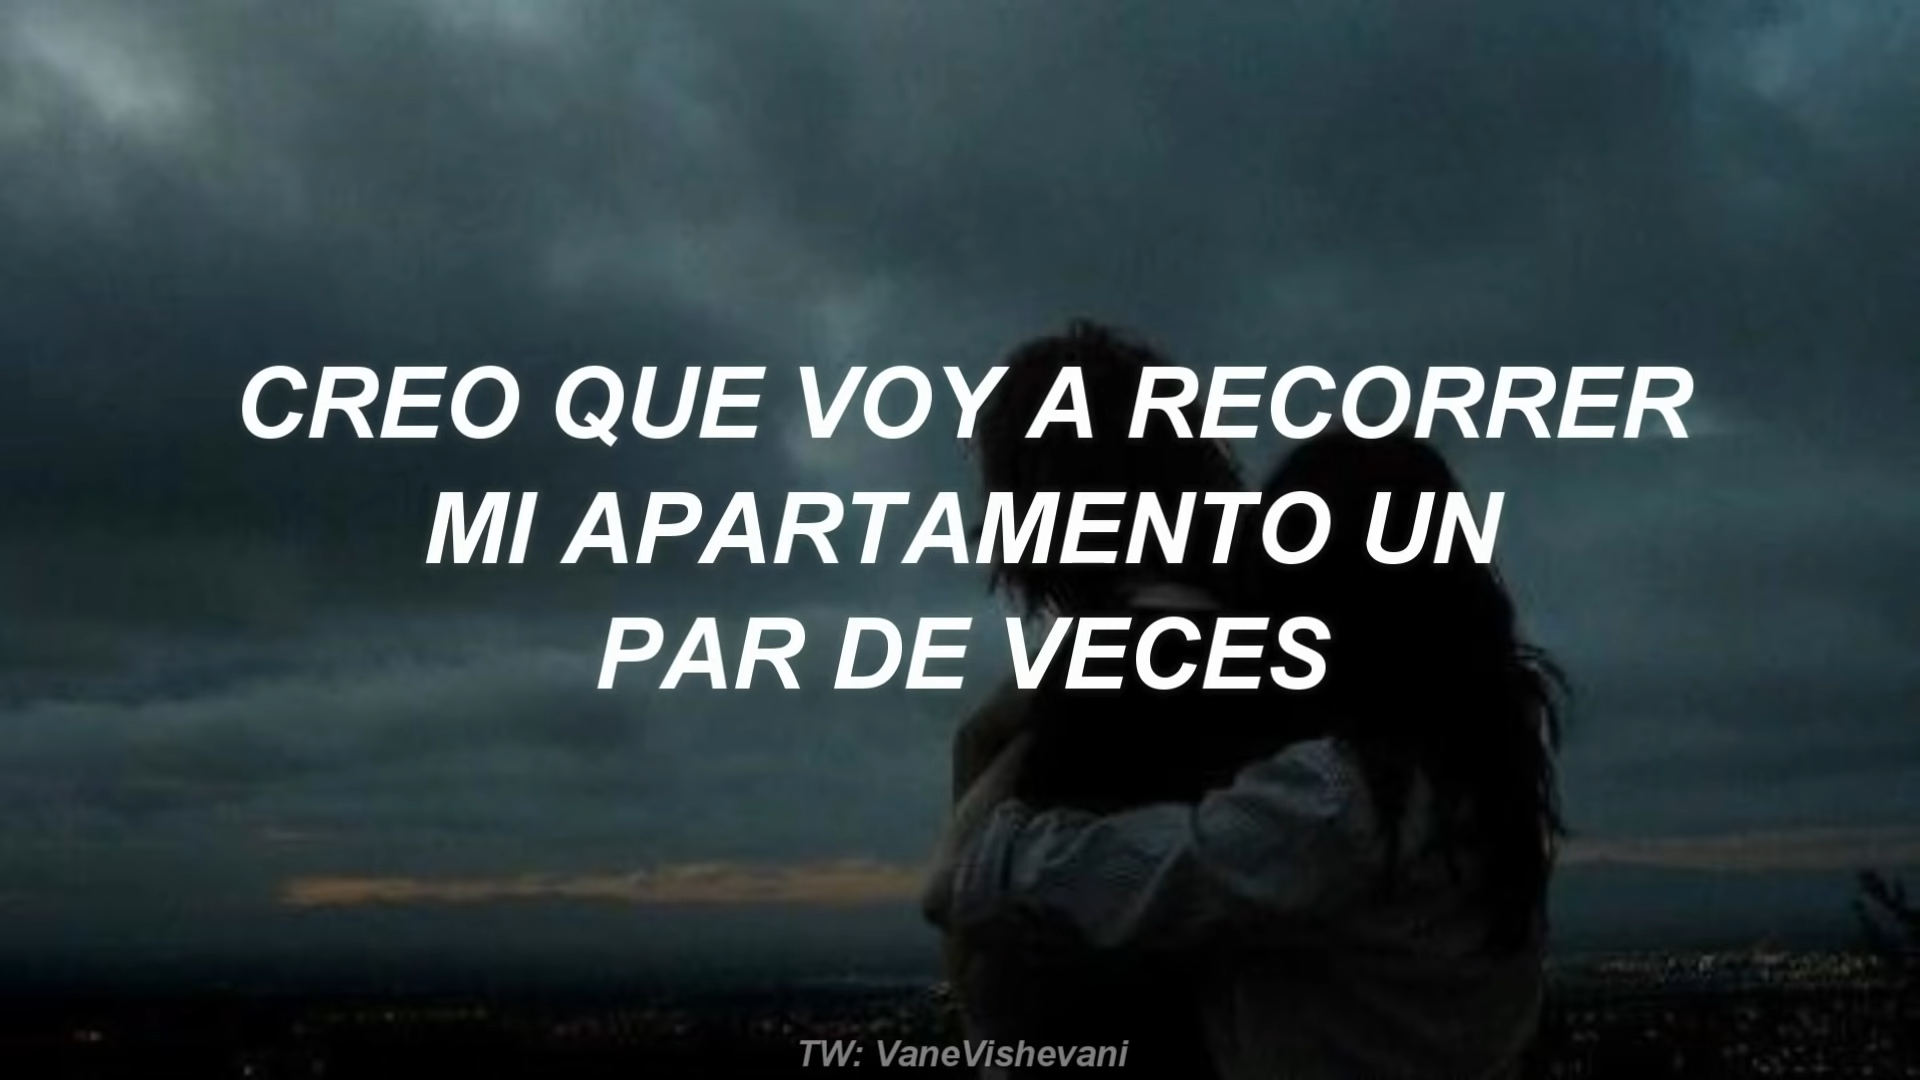 CREO QUE VOY A RECORRER
MI APARTAMENTO UN
PAR DE VECES
TW: VaneVishevani